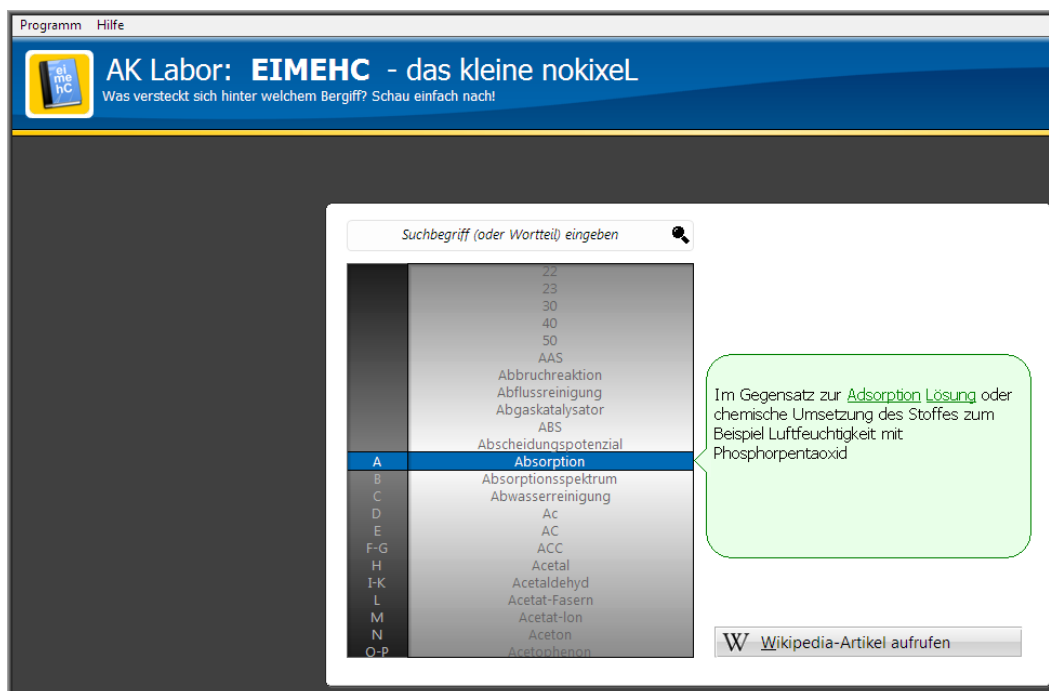 Programm Hilfe
ei
me
hC
AK Labor: EIMEHC - das kleine nokixeL
Was versteckt sich hinter welchem Bergiff? Schau einfach nach!
Suchbegriff (oder Wortteil) eingeben
22
23
30
40
50
AAS
Abbruchreaktion
Abflussreinigung
Abgaskatalysator
ABS
Abscheidungspotenzial
A Absorption
B Absorptionsspektrum
C Abwasserreinigung
D Ac
E AC
F-G ACC
H Acetal
I-K Acetaldehyd
L Acetat-Fasern
M Acetat-Ion
N Aceton
O-P Acetophenon
Im Gegensatz zur Adsorption Lösung oder
chemische Umsetzung des Stoffes zum
Beispiel Luftfeuchtigkeit mit
Phosphorpentaoxid
W Wikipedia-Artikel aufrufen